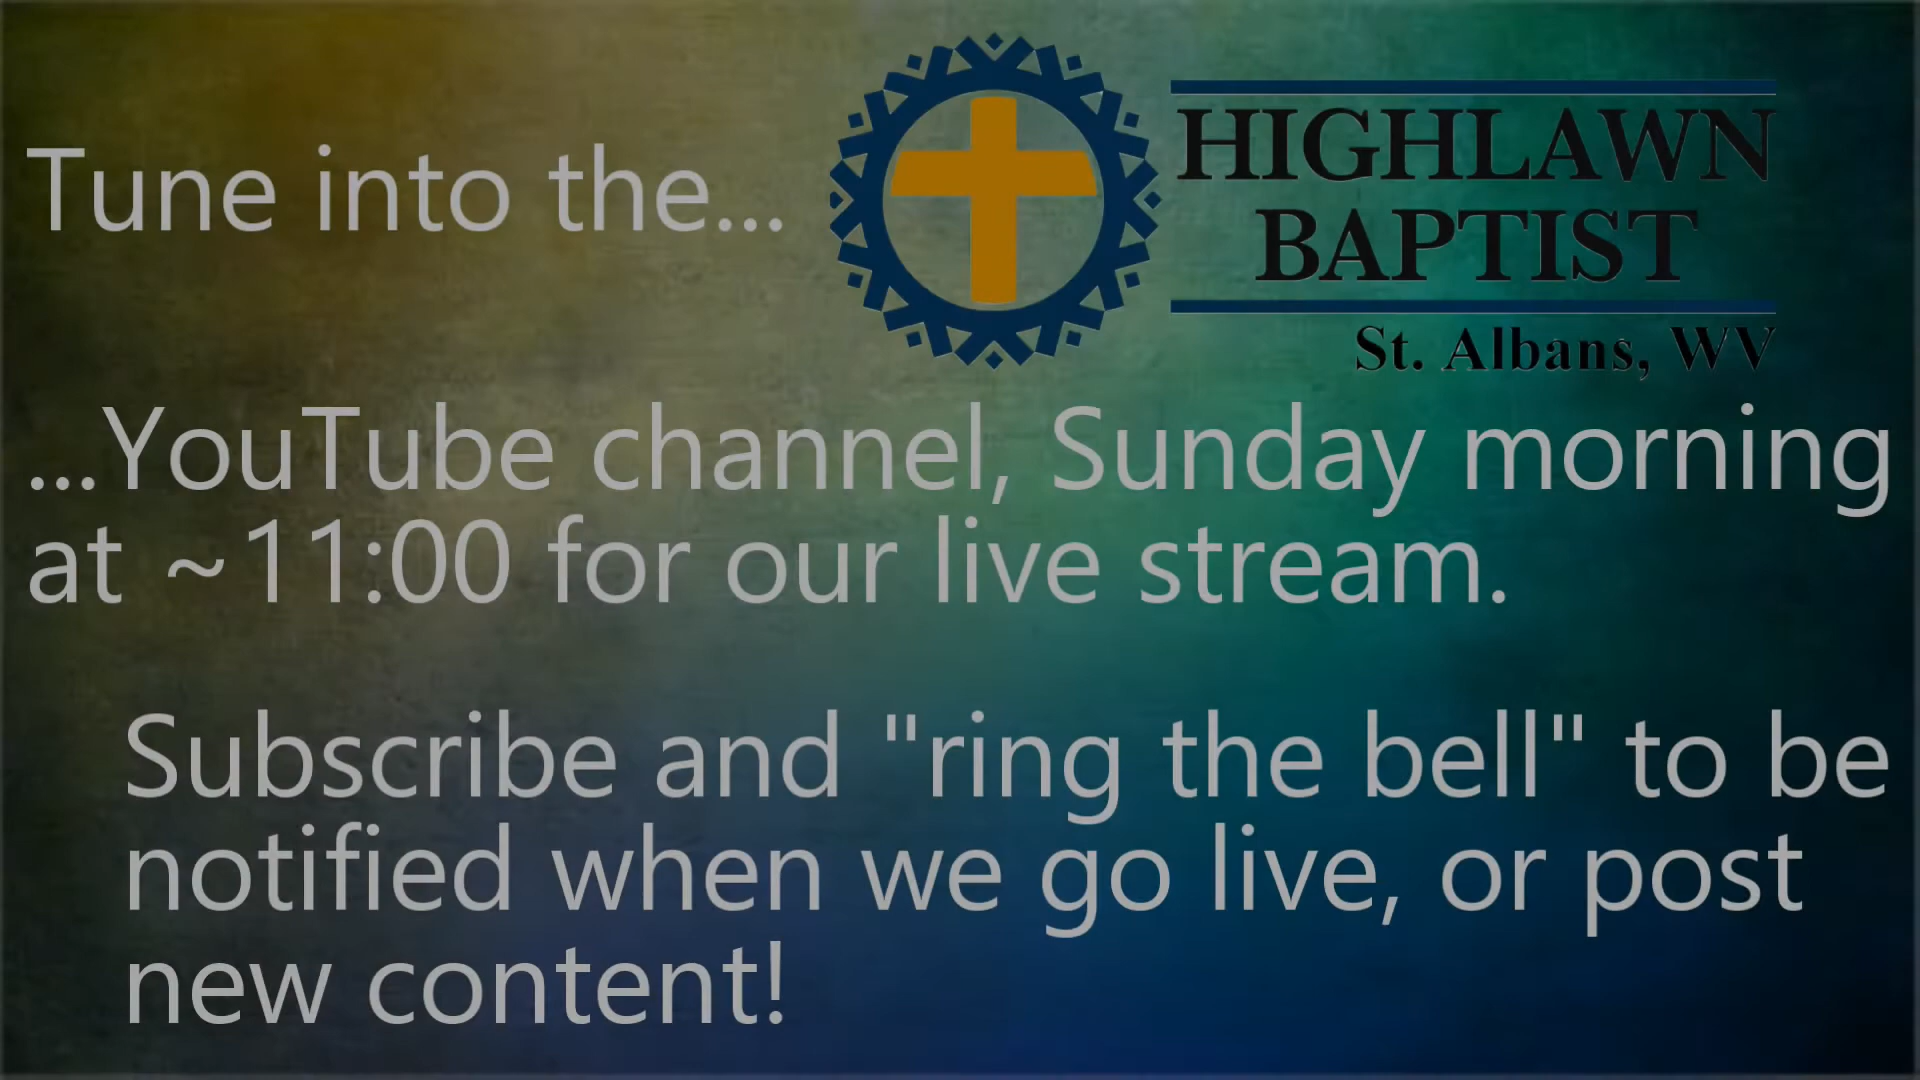 Tune into the...
HIGHLAWN
BAPTIST
St. Albans, WV
...YouTube channel, Sunday morning
at ~11:00 for our live stream.
Subscribe and "ring the bell" to be
notified when we go live, or post
new content!